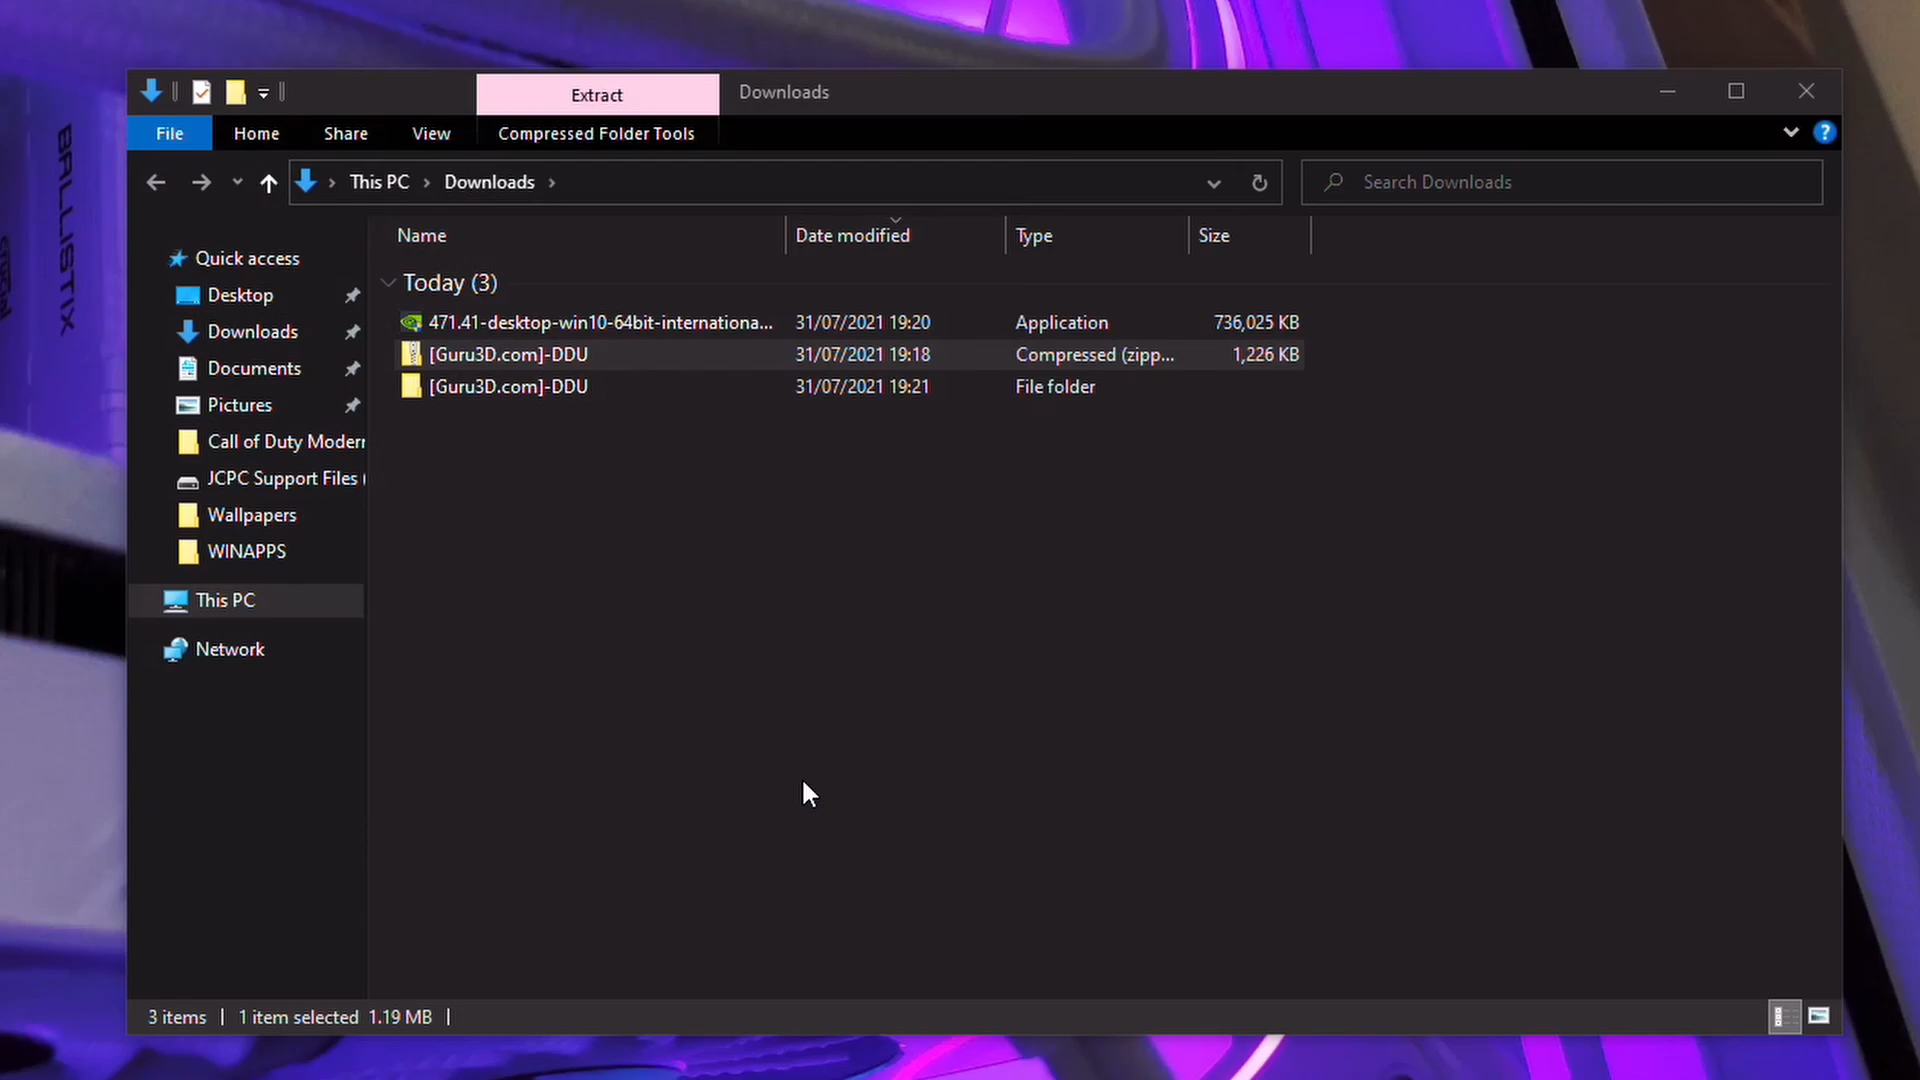 BALLISTIX
crucial
Extract
Downloads
File
Home
Share
View
Compressed Folder Tools
This PC
Downloads
Search Downloads
Name
Date modified
Type
Size
Quick access
Desktop
Downloads
Documents
Pictures
Call of Duty Modern
JCPC Support Files (
Wallpapers
WINAPPS
This PC
Network
Today (3)
471.41-desktop-win10-64bit-internationa...
31/07/2021 19:20
Application
736,025 KB
[Guru3D.com]-DDU
31/07/2021 19:18
Compressed (zipp...
1,226 KB
[Guru3D.com]-DDU
31/07/2021 19:21
File folder
3 items
1 item selected 1.19 MB